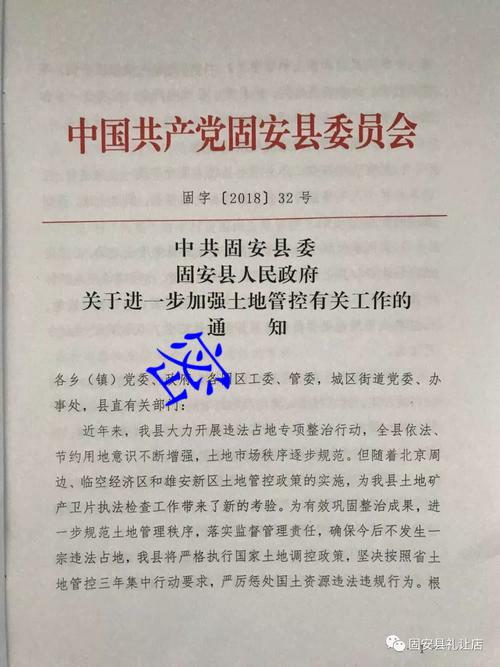 中国共产党固安县委员会
固字〔2018〕32号
中共固安县委
固安县人民政府
关于进一步加强土地管控有关工作的
通 知
密
各乡（镇）党委、政府，各园区工委、管委，城区街道党委、办
事处，县直有关部门：
近年来，我县大力开展违法占地专项整治行动，全县依法、
节约用地意识不断增强，土地市场秩序逐步规范。但随着北京周
边、临空经济区和雄安新区土地管控政策的实施，为我县土地矿
产卫片执法检查工作带来了新的考验。为有效巩固整治成果，进
一步规范土地管理秩序，落实监督管理责任，确保今后不发生一
宗违法占地，我县将严格执行国家土地调控政策，坚决按照省土
地管控三年集中行动要求，严厉惩处国土资源违法违规行为。根
1
固安县礼让店